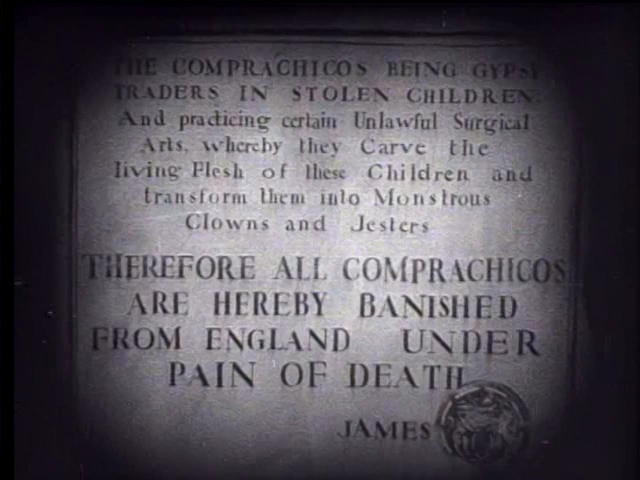 THE COMPRACHICOS BEING GYPSY
TRADERS IN STOLEN CHILDREN.
And practicing certain Unlawful Surgical
Arts, whereby they Carve the
living Flesh of these Children and
transform them into Monstrous
Clowns and Jesters
THEREFORE ALL COMPRACHICOS
ARE HEREBY BANISHED
FROM ENGLAND UNDER
PAIN OF DEATH
JAMES